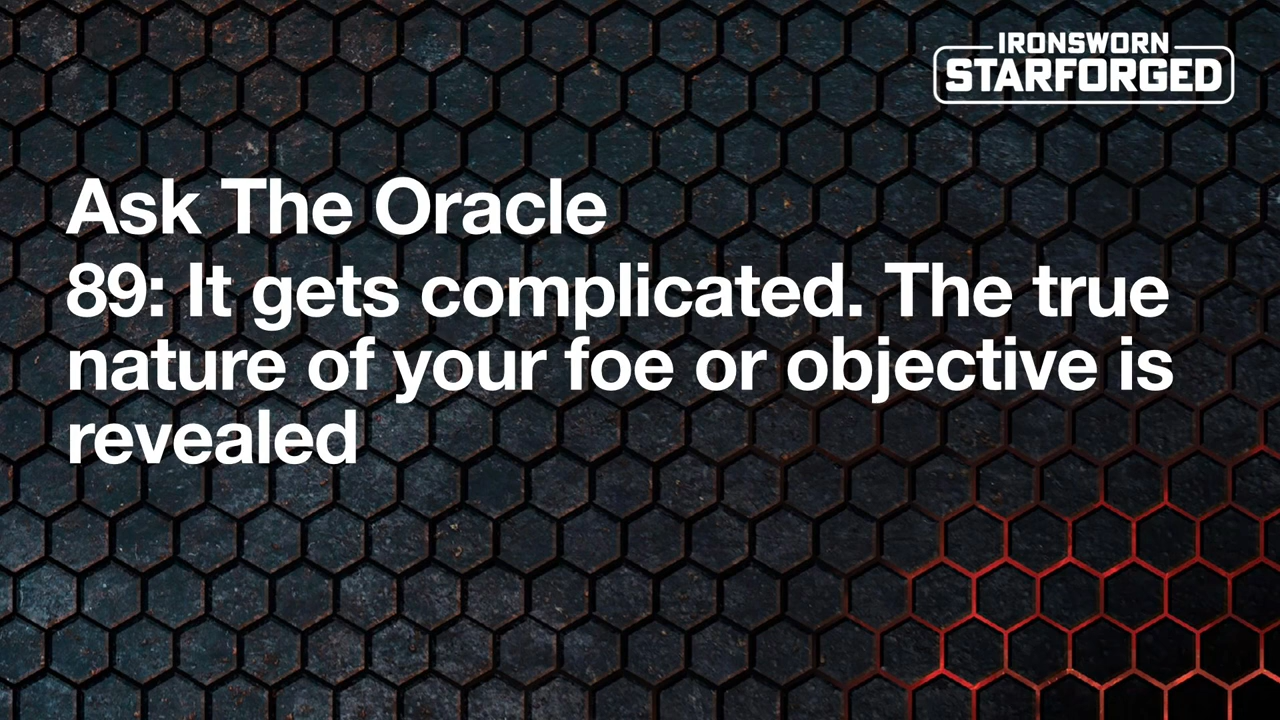 IRONSWORN
STARFORGED
Ask The Oracle
89: It gets complicated. The true
nature of your foe or objective is
revealed